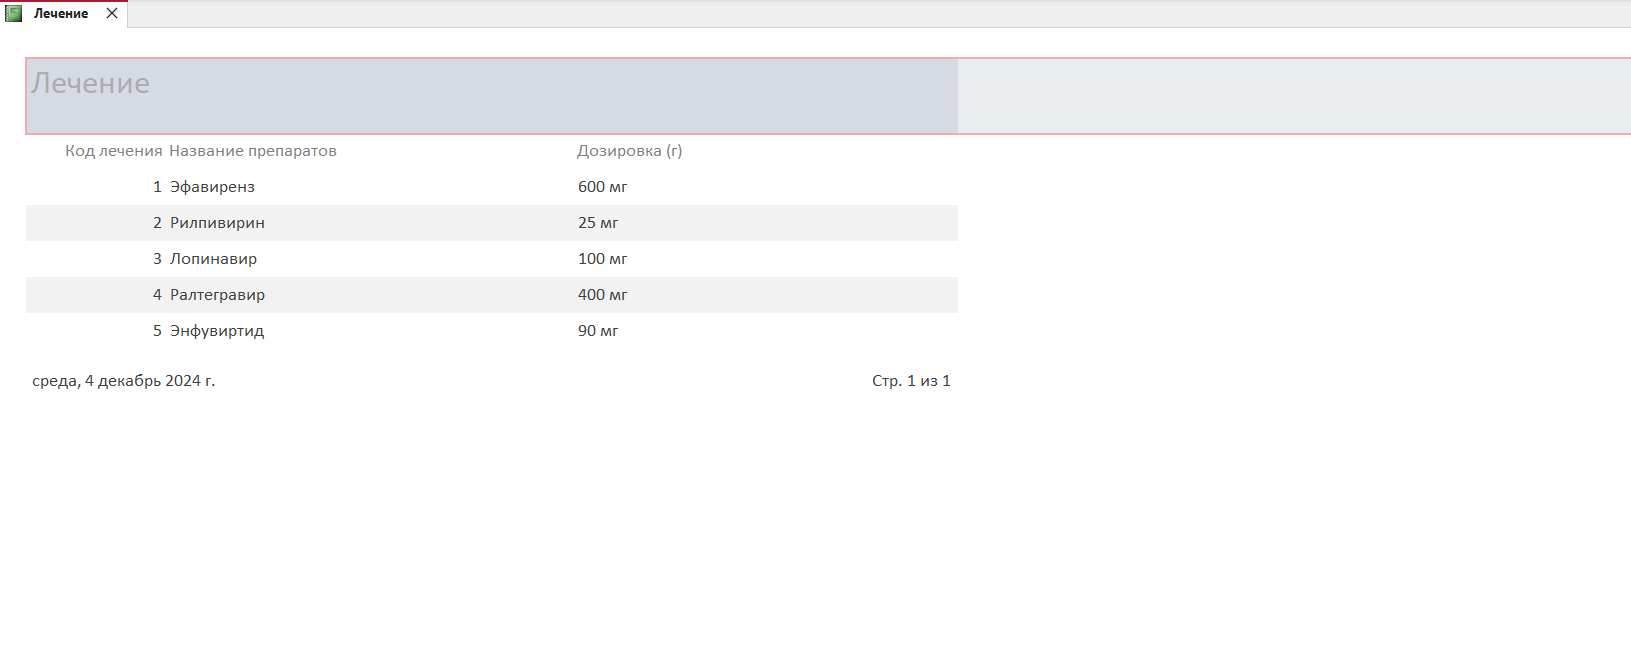 Лечение
Лечение
Код лечения Название препаратов Дозировка (г)
1 Эфавиренз 600 мг
2 Рилпивирин 25 мг
3 Лопинавир 100 мг
4 Ралтегравир 400 мг
5 Энфувиртид 90 мг
среда, 4 декабрь 2024 г. Стр. 1 из 1